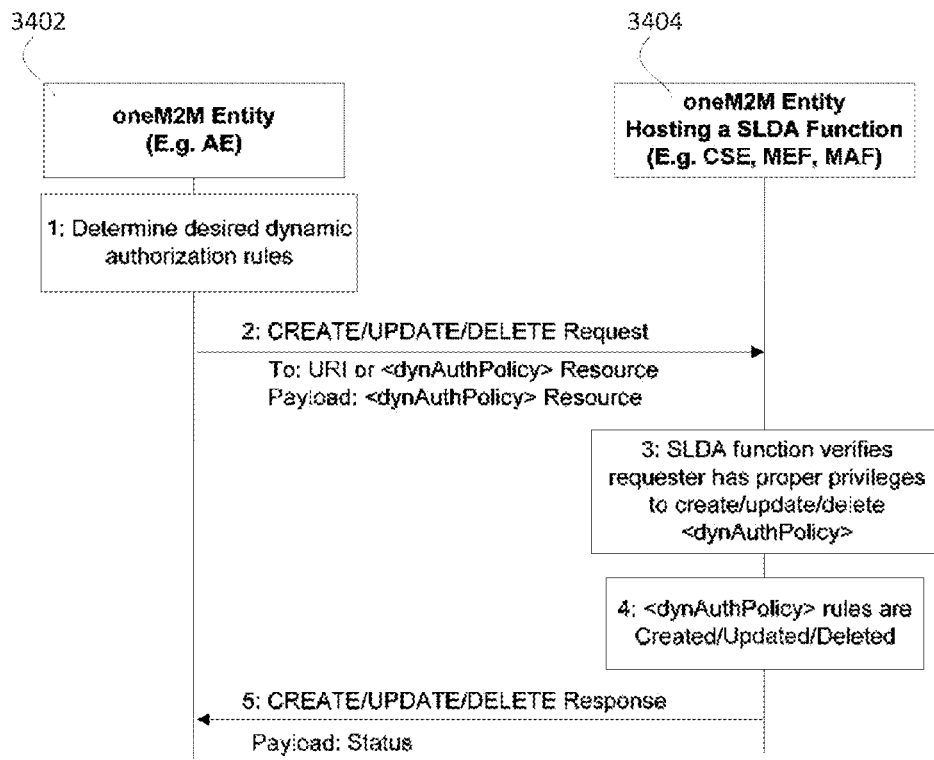 3402
3404
oneM2M Entity
(E.g. AE)
oneM2M Entity
Hosting a SLDA Function
(E.g. CSE, MEF, MAF)
1: Determine desired dynamic
authorization rules
2: CREATE/UPDATE/DELETE Request
To: URI or <dynAuthPolicy> Resource
Payload: <dynAuthPolicy> Resource
3: SLDA function verifies
requester has proper privileges
to create/update/delete
<dynAuthPolicy>
4: <dynAuthPolicy> rules are
Created/Updated/Deleted
5: CREATE/UPDATE/DELETE Response
Payload: Status